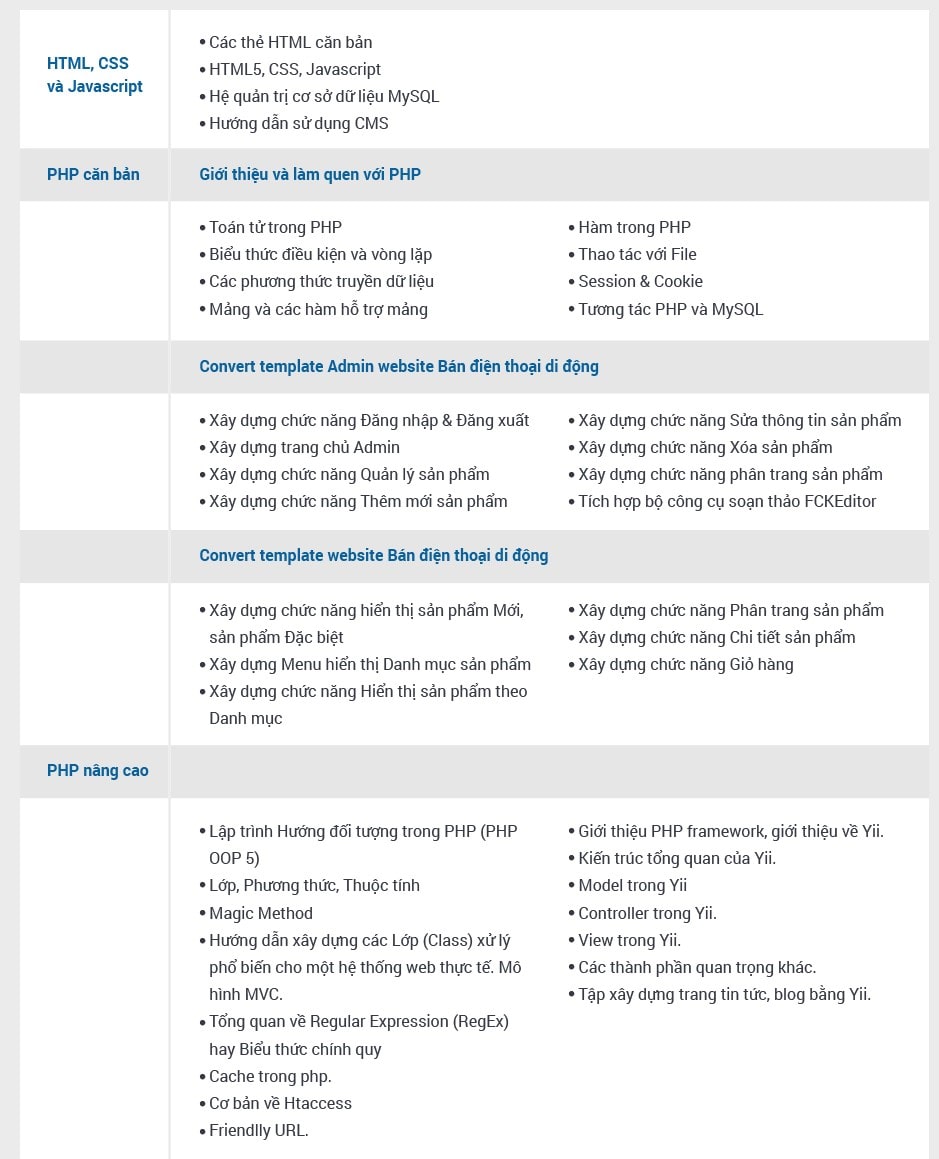 HTML, CSS
và Javascript
• Các thẻ HTML căn bản
• HTML5, CSS, Javascript
• Hệ quản trị cơ sở dữ liệu MySQL
• Hướng dẫn sử dụng CMS
PHP căn bản
Giới thiệu và làm quen với PHP
• Toán tử trong PHP
• Biểu thức điều kiện và vòng lặp
• Các phương thức truyền dữ liệu
• Mảng và các hàm hỗ trợ mảng
• Hàm trong PHP
• Thao tác với File
• Session & Cookie
• Tương tác PHP và MySQL
Convert template Admin website Bán điện thoại di động
• Xây dựng chức năng Đăng nhập & Đăng xuất
• Xây dựng trang chủ Admin
• Xây dựng chức năng Quản lý sản phẩm
• Xây dựng chức năng Thêm mới sản phẩm
• Xây dựng chức năng Sửa thông tin sản phẩm
• Xây dựng chức năng Xóa sản phẩm
• Xây dựng chức năng phân trang sản phẩm
• Tích hợp bộ công cụ soạn thảo FCKEditor
Convert template website Bán điện thoại di động
• Xây dựng chức năng hiển thị sản phẩm Mới,
sản phẩm Đặc biệt
• Xây dựng Menu hiển thị Danh mục sản phẩm
• Xây dựng chức năng Hiển thị sản phẩm theo
Danh mục
• Xây dựng chức năng Phân trang sản phẩm
• Xây dựng chức năng Chi tiết sản phẩm
• Xây dựng chức năng Giỏ hàng
PHP nâng cao
• Lập trình Hướng đối tượng trong PHP (PHP
OOP 5)
• Lớp, Phương thức, Thuộc tính
• Magic Method
• Hướng dẫn xây dựng các Lớp (Class) xử lý
phổ biến cho một hệ thống web thực tế. Mô
hình MVC.
• Tổng quan về Regular Expression (RegEx)
hay Biểu thức chính quy
• Cache trong php.
• Cơ bản về Htaccess
• Friendlly URL.
• Giới thiệu PHP framework, giới thiệu về Yii.
• Kiến trúc tổng quan của Yii.
• Model trong Yii
• Controller trong Yii.
• View trong Yii.
• Các thành phần quan trọng khác.
• Tập xây dựng trang tin tức, blog bằng Yii.